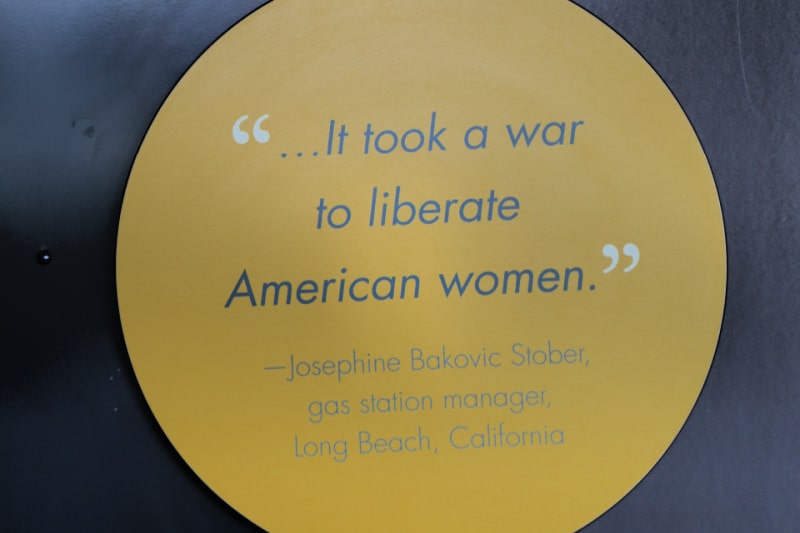 “...It took a war
to liberate
American women.”
—Josephine Bakovic Stober,
gas station manager,
Long Beach, California